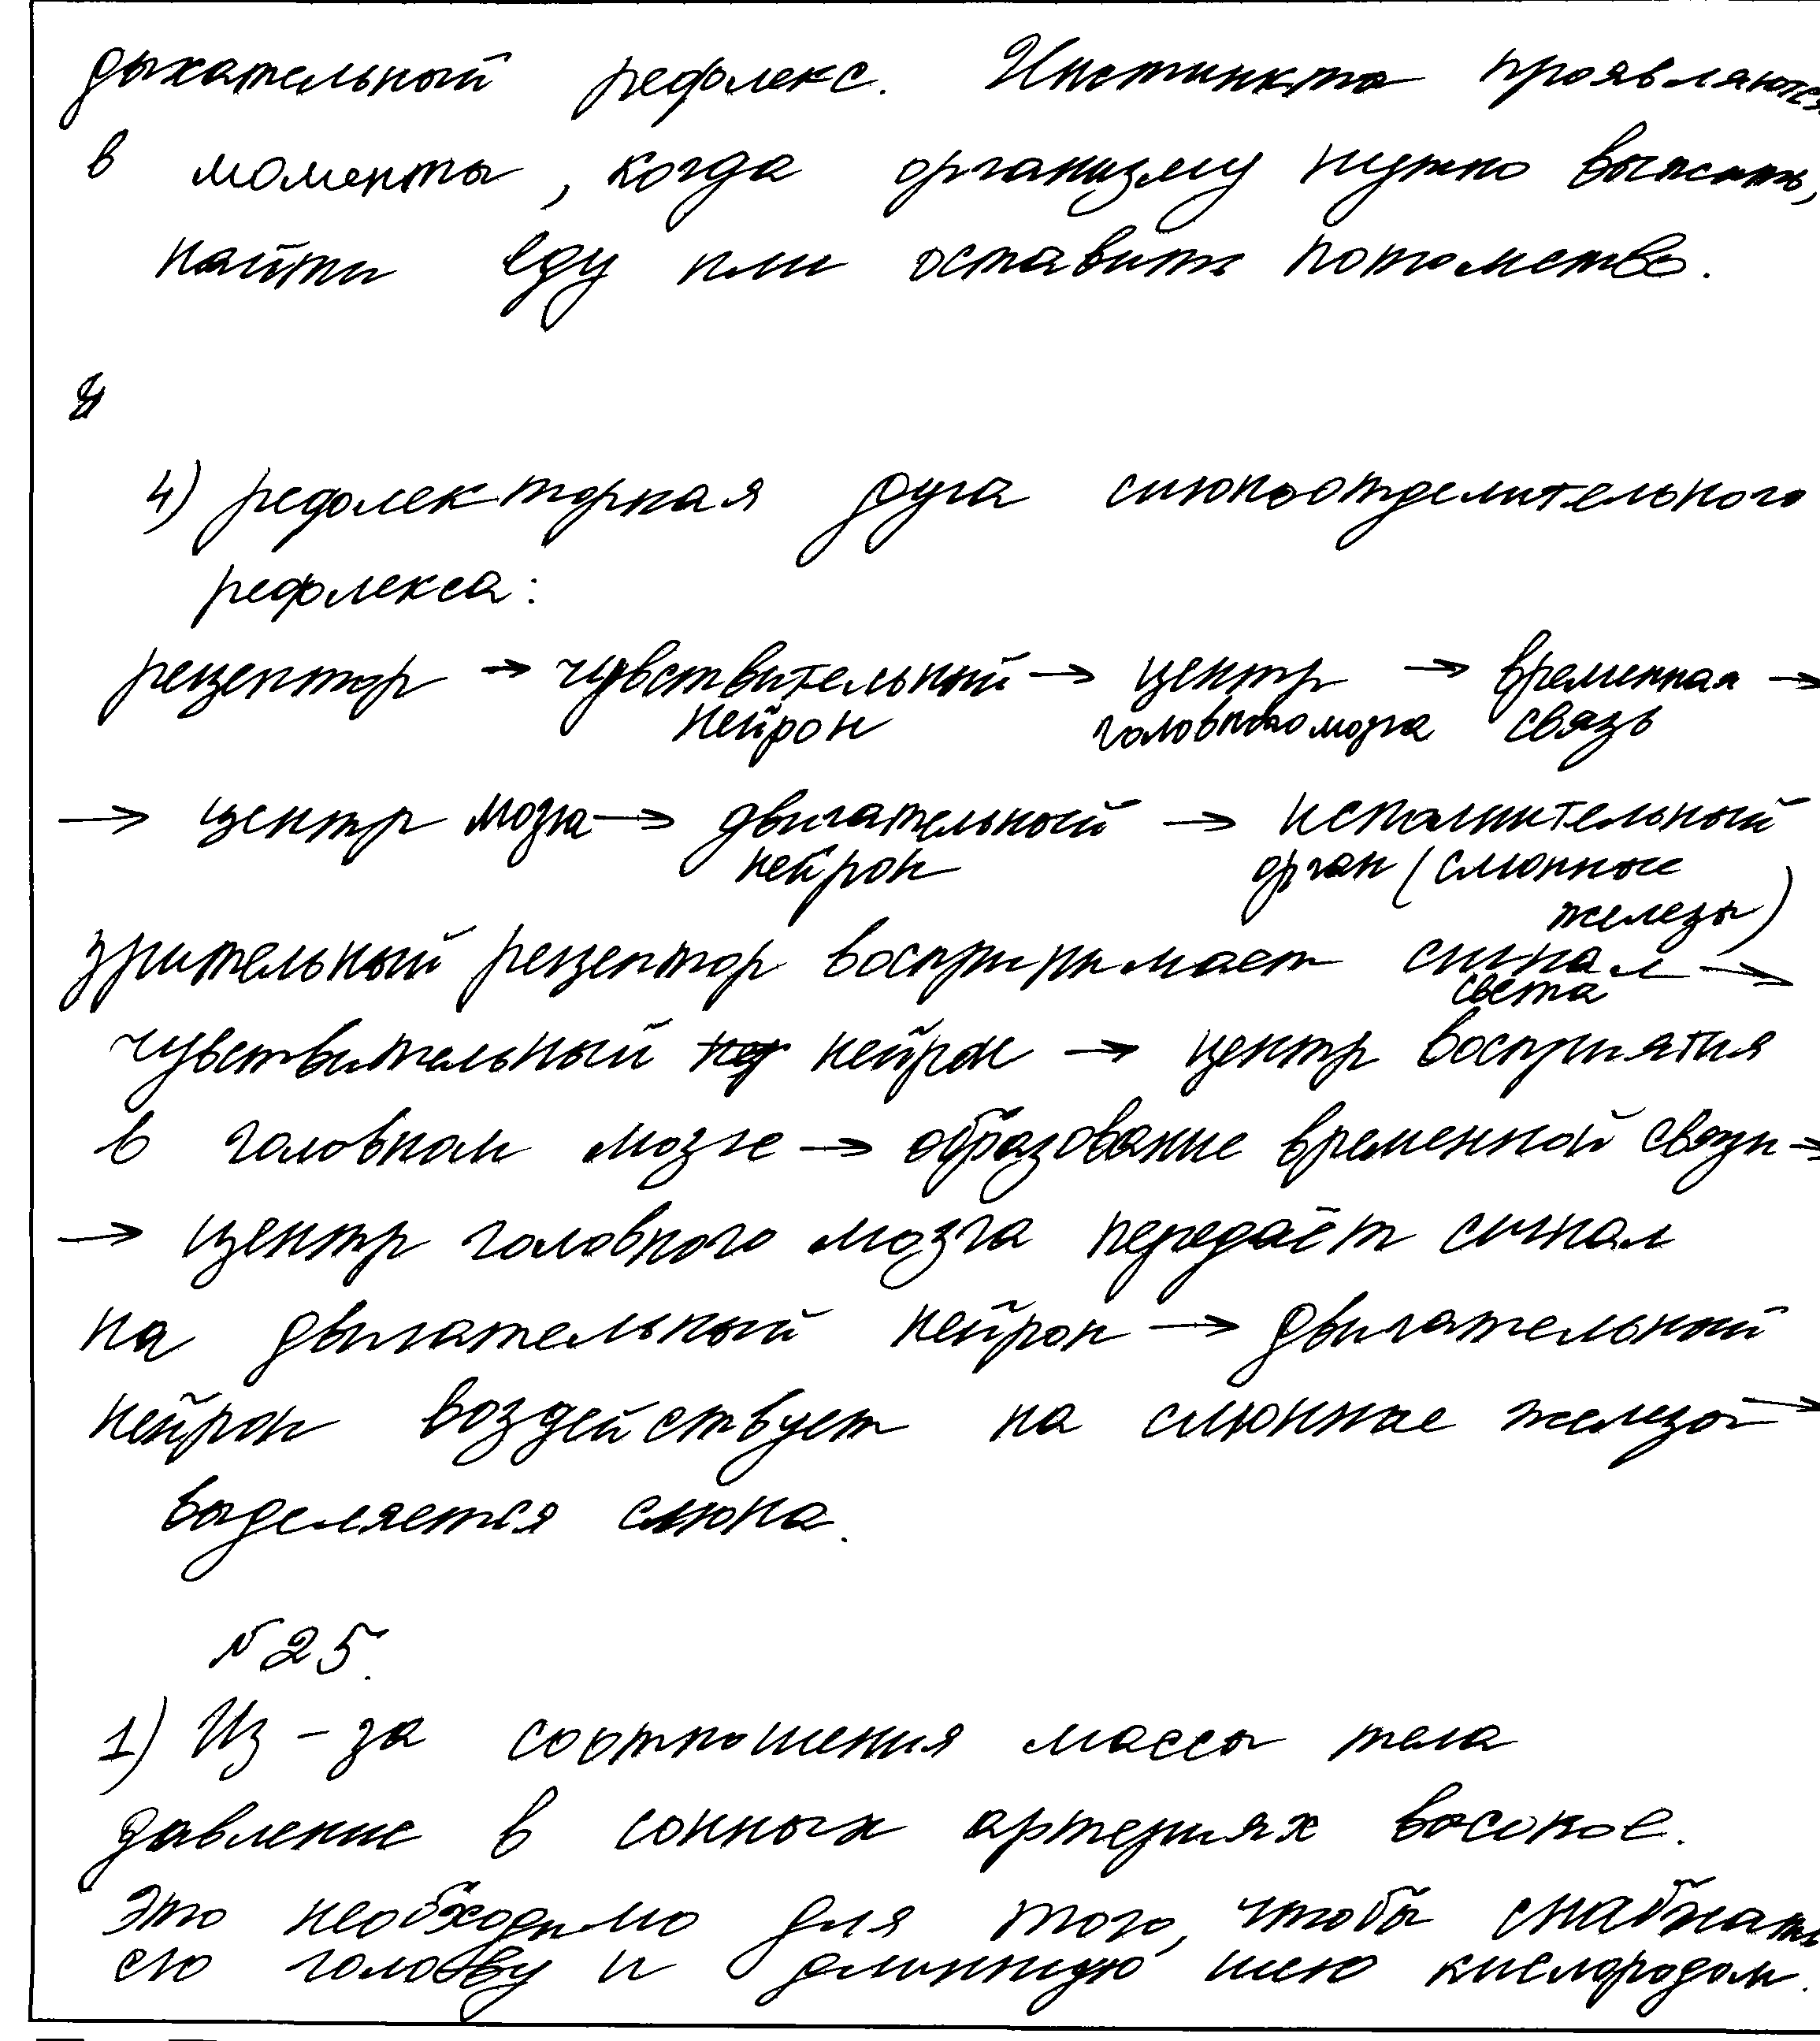 дыхательный рефлекс. Инстинкты проявляются
в моменты, когда организму нужно выжить,
найти еду или оставить потомство.
4) рефлекторная дуга слюноотделительного
рефлекса:
рецептор → чувствительный → центр → временная →
нейрон головного мозга связь
→ центр мозга → двигательный → исполнительный
нейрон орган (слюнные
железы)
зрительный рецептор воспринимает сигнал →
света
чувствительный нейрон → центр восприятия
в головном мозге → образование временной связи →
→ центр головного мозга передаёт сигнал
на двигательный нейрон → двигательный
нейрон воздействует на слюнные железы →
выделяется слюна.
№25.
1) Из-за соотношения массы тела
давление в сонных артериях высокое.
Это необходимо для того, чтобы снабжать
его голову и длинную шею кислородом.